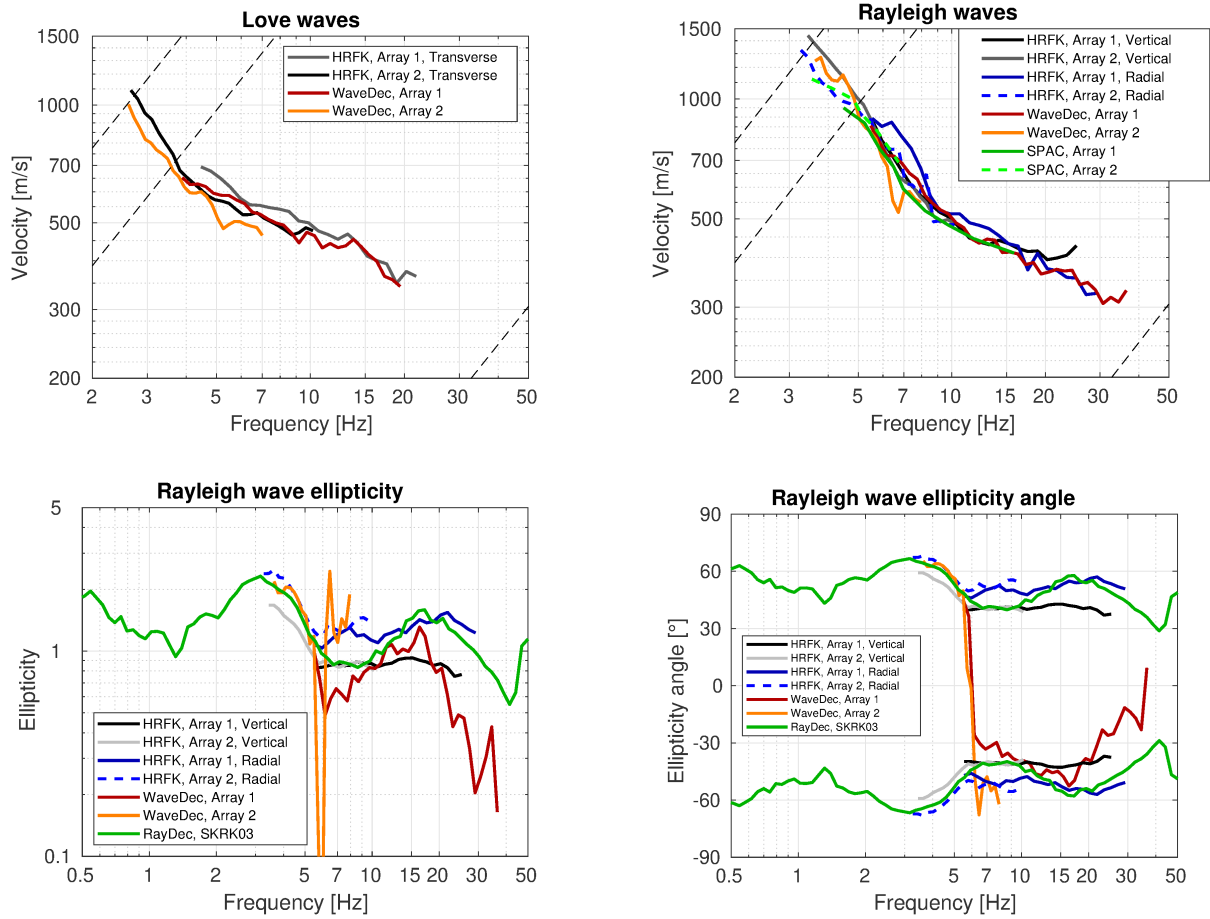 Love waves
1500
1000
700
500
300
200
Velocity [m/s]
HRFK, Array 1, Transverse
HRFK, Array 2, Transverse
WaveDec, Array 1
WaveDec, Array 2
2 3 5 7 10 15 20 30 50
Frequency [Hz]
Rayleigh waves
1500
1000
700
500
300
200
Velocity [m/s]
HRFK, Array 1, Vertical
HRFK, Array 2, Vertical
HRFK, Array 1, Radial
HRFK, Array 2, Radial
WaveDec, Array 1
WaveDec, Array 2
SPAC, Array 1
SPAC, Array 2
2 3 5 7 10 15 20 30 50
Frequency [Hz]
Rayleigh wave ellipticity
5
1
0.1
Ellipticity
HRFK, Array 1, Vertical
HRFK, Array 2, Vertical
HRFK, Array 1, Radial
HRFK, Array 2, Radial
WaveDec, Array 1
WaveDec, Array 2
RayDec, SKRK03
0.5 1 2 3 5 7 10 15 20 30 50
Frequency [Hz]
Rayleigh wave ellipticity angle
90
60
30
0
-30
-60
-90
Ellipticity angle [°]
HRFK, Array 1, Vertical
HRFK, Array 2, Vertical
HRFK, Array 1, Radial
HRFK, Array 2, Radial
WaveDec, Array 1
WaveDec, Array 2
RayDec, SKRK03
0.5 1 2 3 5 7 10 15 20 30 50
Frequency [Hz]